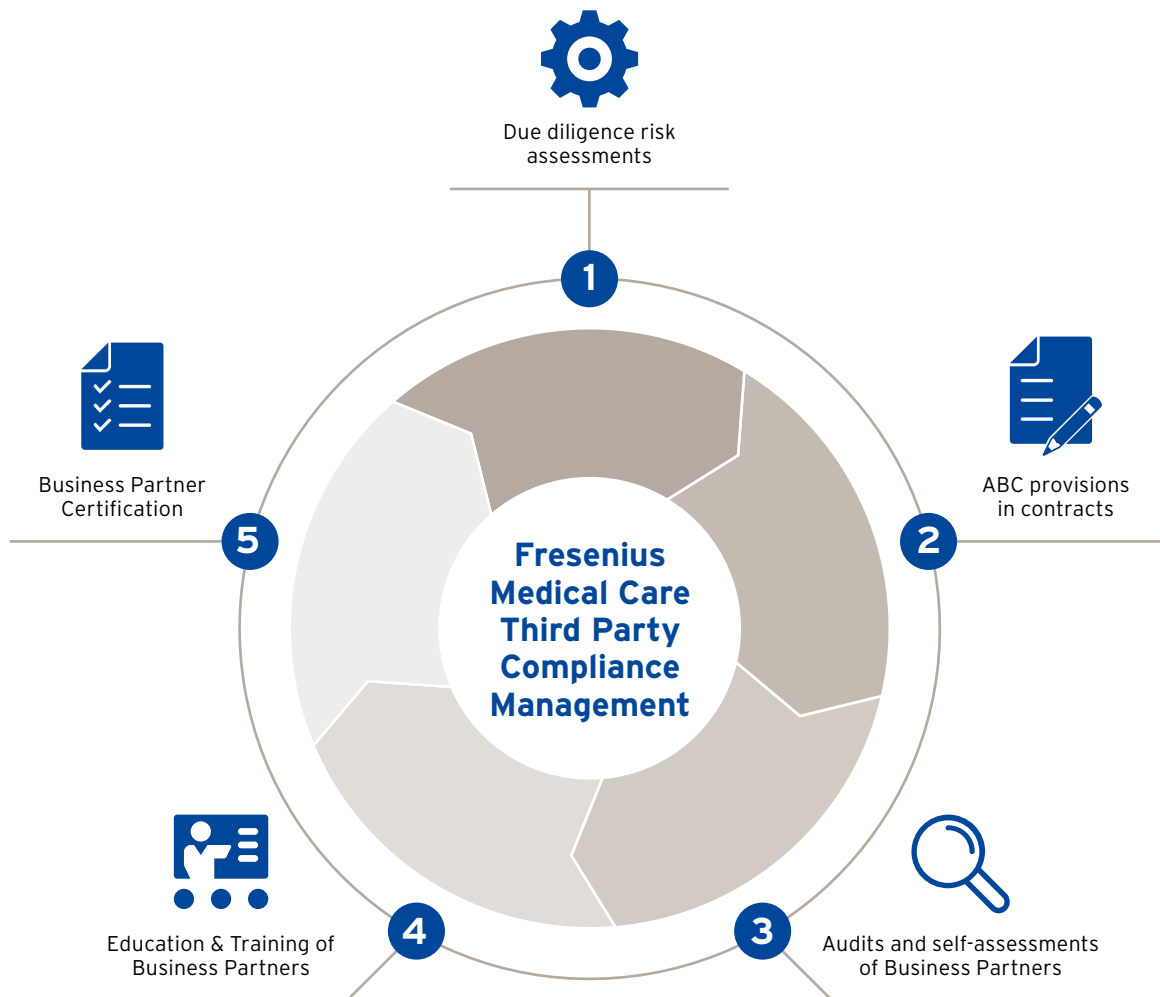 Due diligence risk
assessments
1
ABC provisions
in contracts
2
Audits and self-assessments
of Business Partners
3
Education & Training of
Business Partners
4
Business Partner
Certification
5
Fresenius
Medical Care
Third Party
Compliance
Management